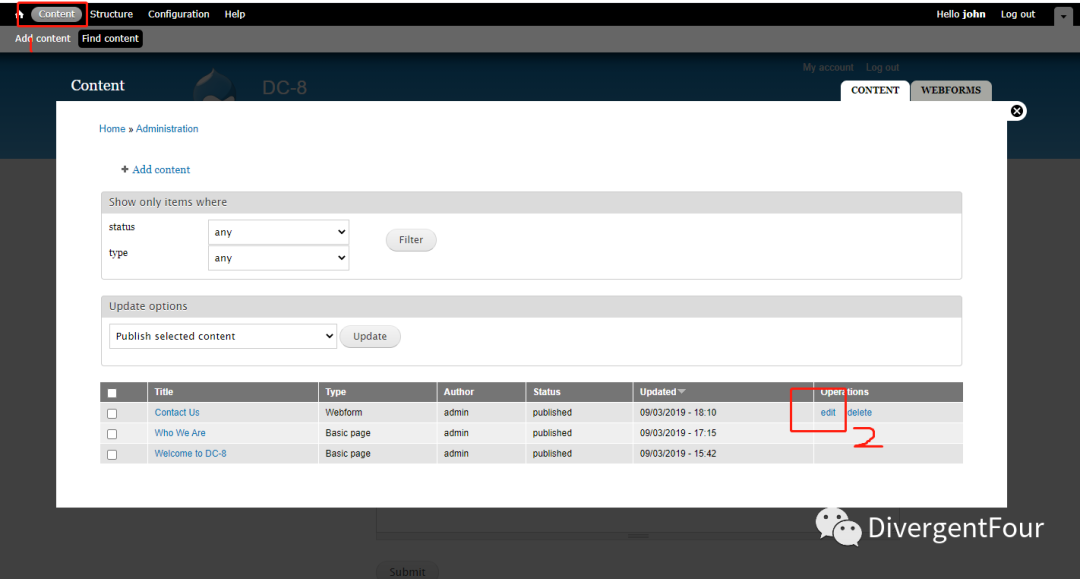 Content Structure Configuration Help Hello john Log out
Add content Find content
My account Log out
Content DC-8 CONTENT WEBFORMS
Home » Administration
+ Add content
Show only items where
status any
Filter
type any
Update options
Publish selected content Update
Title Type Author Status Updated Operations
Contact Us Webform admin published 09/03/2019 - 18:10 edit delete
Who We Are Basic page admin published 09/03/2019 - 17:15
2
Welcome to DC-8 Basic page admin published 09/03/2019 - 15:42
DivergentFour
Submit